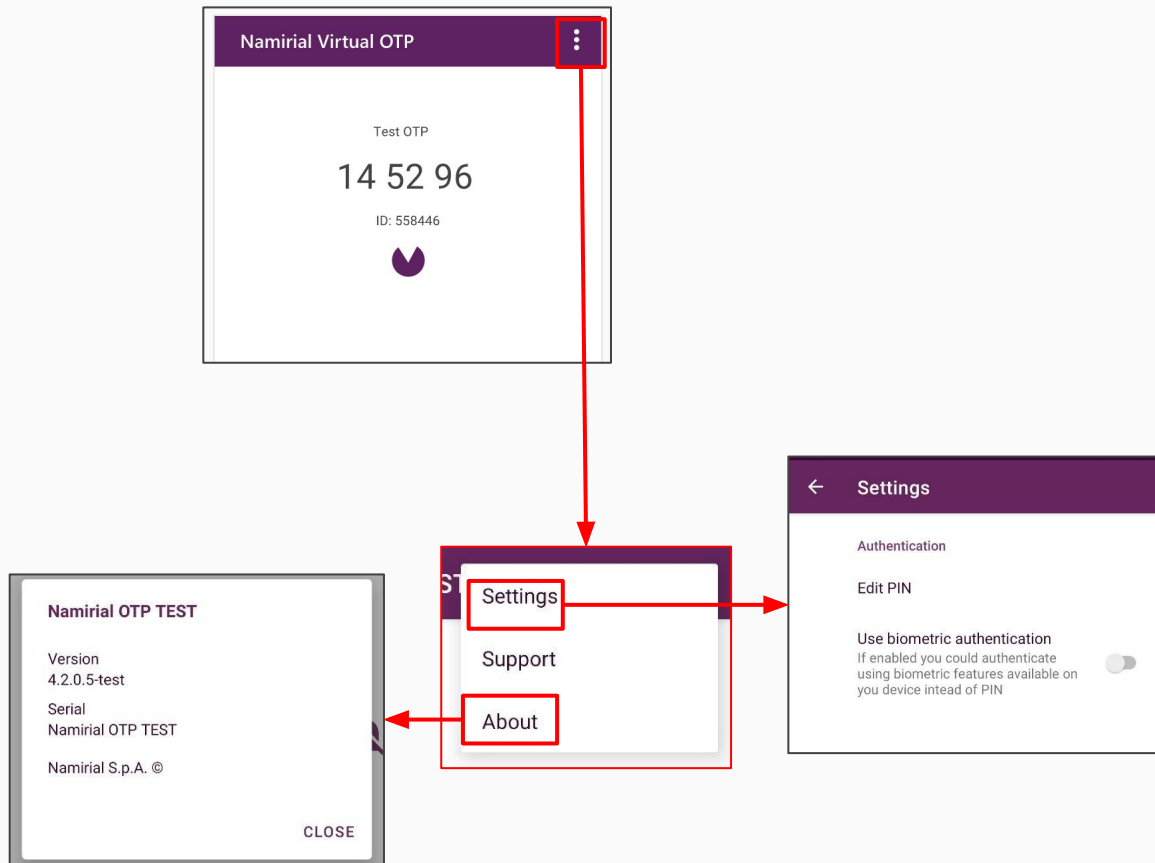 Namirial Virtual OTP
Test OTP
14 52 96
ID: 558446
ST
Settings
Support
About
Settings
Authentication
Edit PIN
Use biometric authentication
If enabled you could authenticate
using biometric features available on
you device intead of PIN
Namirial OTP TEST
Version
4.2.0.5-test
Serial
Namirial OTP TEST
Namirial S.p.A. ©
CLOSE